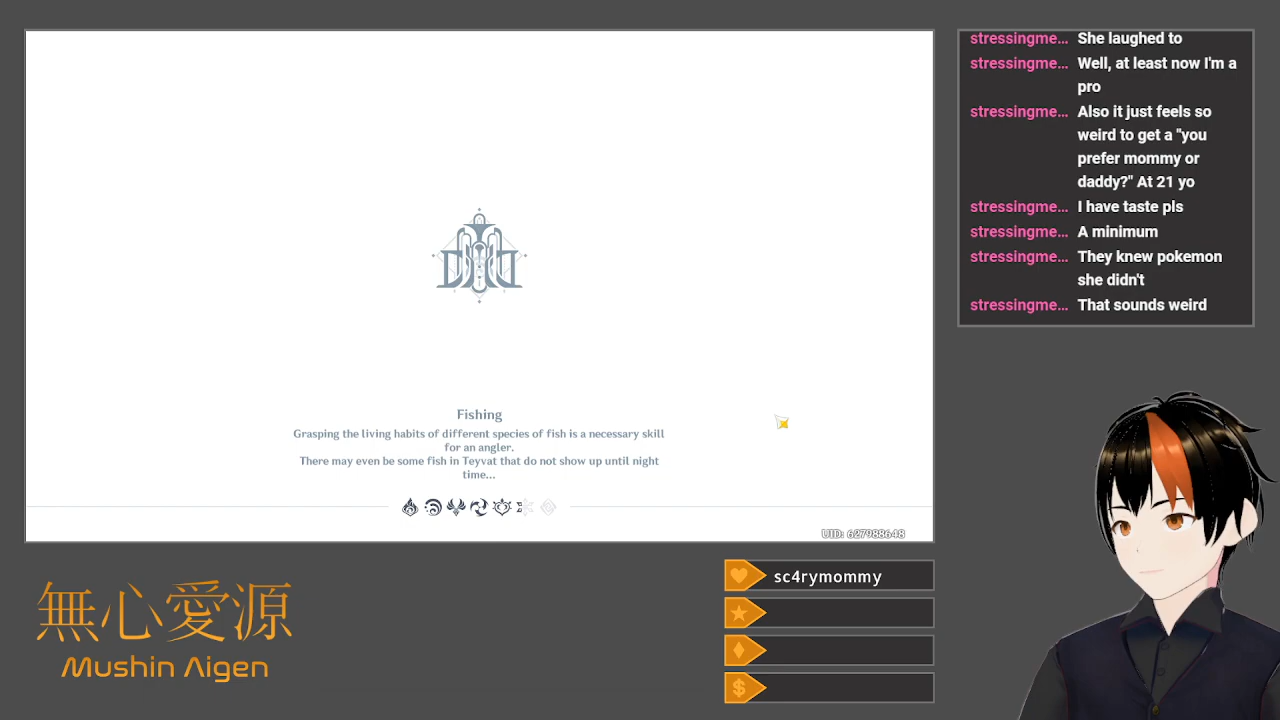 stressingme... She laughed to
stressingme... Well, at least now I'm a
pro
stressingme... Also it just feels so
weird to get a "you
prefer mommy or
daddy?" At 21 yo
stressingme... I have taste pls
stressingme... A minimum
stressingme... They knew pokemon
she didn't
stressingme... That sounds weird
Fishing
Grasping the living habits of different species of fish is a necessary skill
for an angler.
There may even be some fish in Teyvat that do not show up until night
time...
UID: 627988648
sc4rymommy
無心愛源
Mushin Aigen